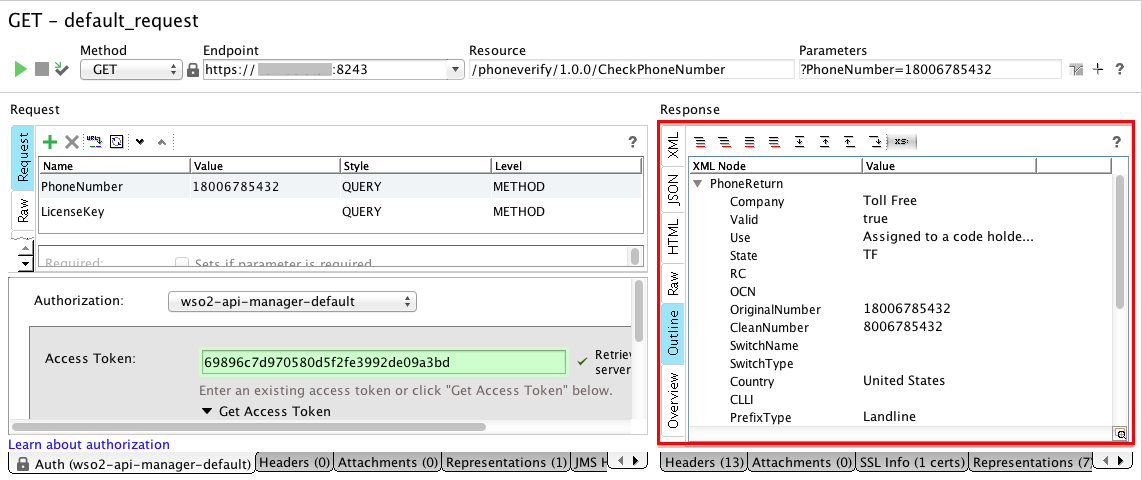 GET - default_request
Method
Endpoint
Resource
Parameters
GET
https://
:8243
/phoneverify/1.0.0/CheckPhoneNumber
?PhoneNumber=18006785432
+ ?
Request
Request
Raw
?
Name Value Style Level
PhoneNumber 18006785432 QUERY METHOD
LicenseKey QUERY METHOD
Required: Sets if parameter is required
Authorization: wso2-api-manager-default
Access Token: 69896c7d970580d5f2fe3992de09a3bd
Retrie
server
Enter an existing access token or click "Get Access Token" below.
Get Access Token
Learn about authorization
Auth (wso2-api-manager-default) Headers (0) Attachments (0) Representations (1) JMS H
Response
XML
JSON
HTML
Raw
Outline
Overview
xs:
?
XML Node Value
PhoneReturn
Company Toll Free
Valid true
Use Assigned to a code holde...
State TF
RC
OCN
OriginalNumber 18006785432
CleanNumber 8006785432
SwitchName
SwitchType
Country United States
CLLI
PrefixType Landline
Headers (13) Attachments (0) SSL Info (1 certs) Representations (7